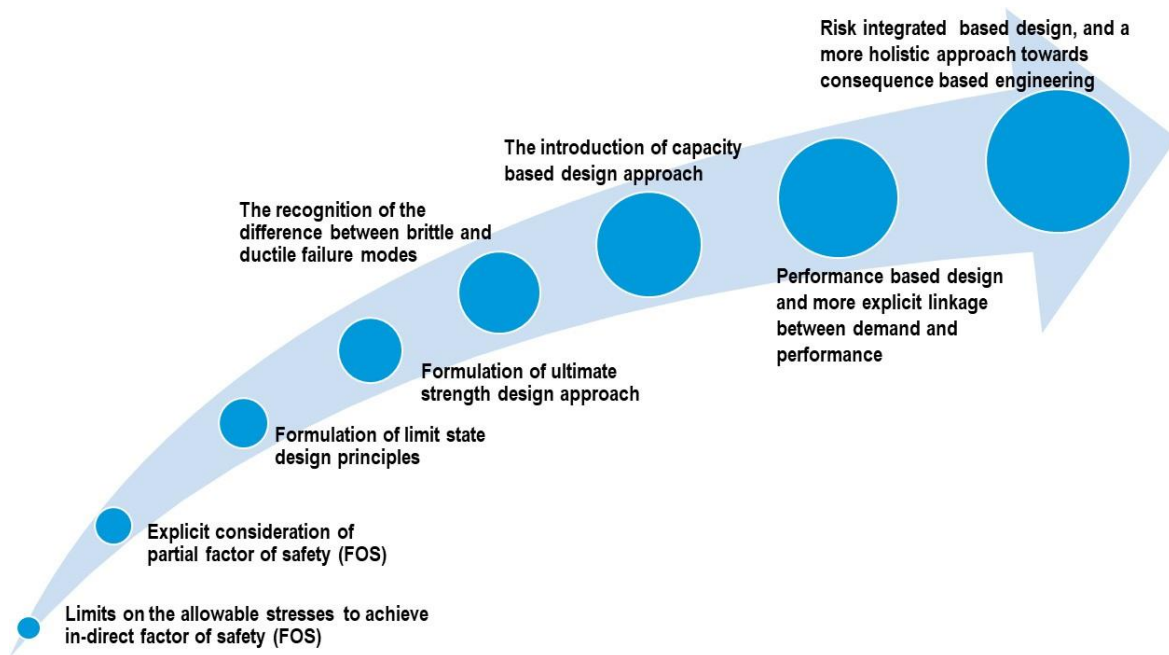 Risk integrated based design, and a
more holistic approach towards
consequence based engineering
The introduction of capacity
based design approach
The recognition of the
difference between brittle and
ductile failure modes
Performance based design
and more explicit linkage
between demand and
performance
Formulation of ultimate
strength design approach
Formulation of limit state
design principles
Explicit consideration of
partial factor of safety (FOS)
Limits on the allowable stresses to achieve
in-direct factor of safety (FOS)